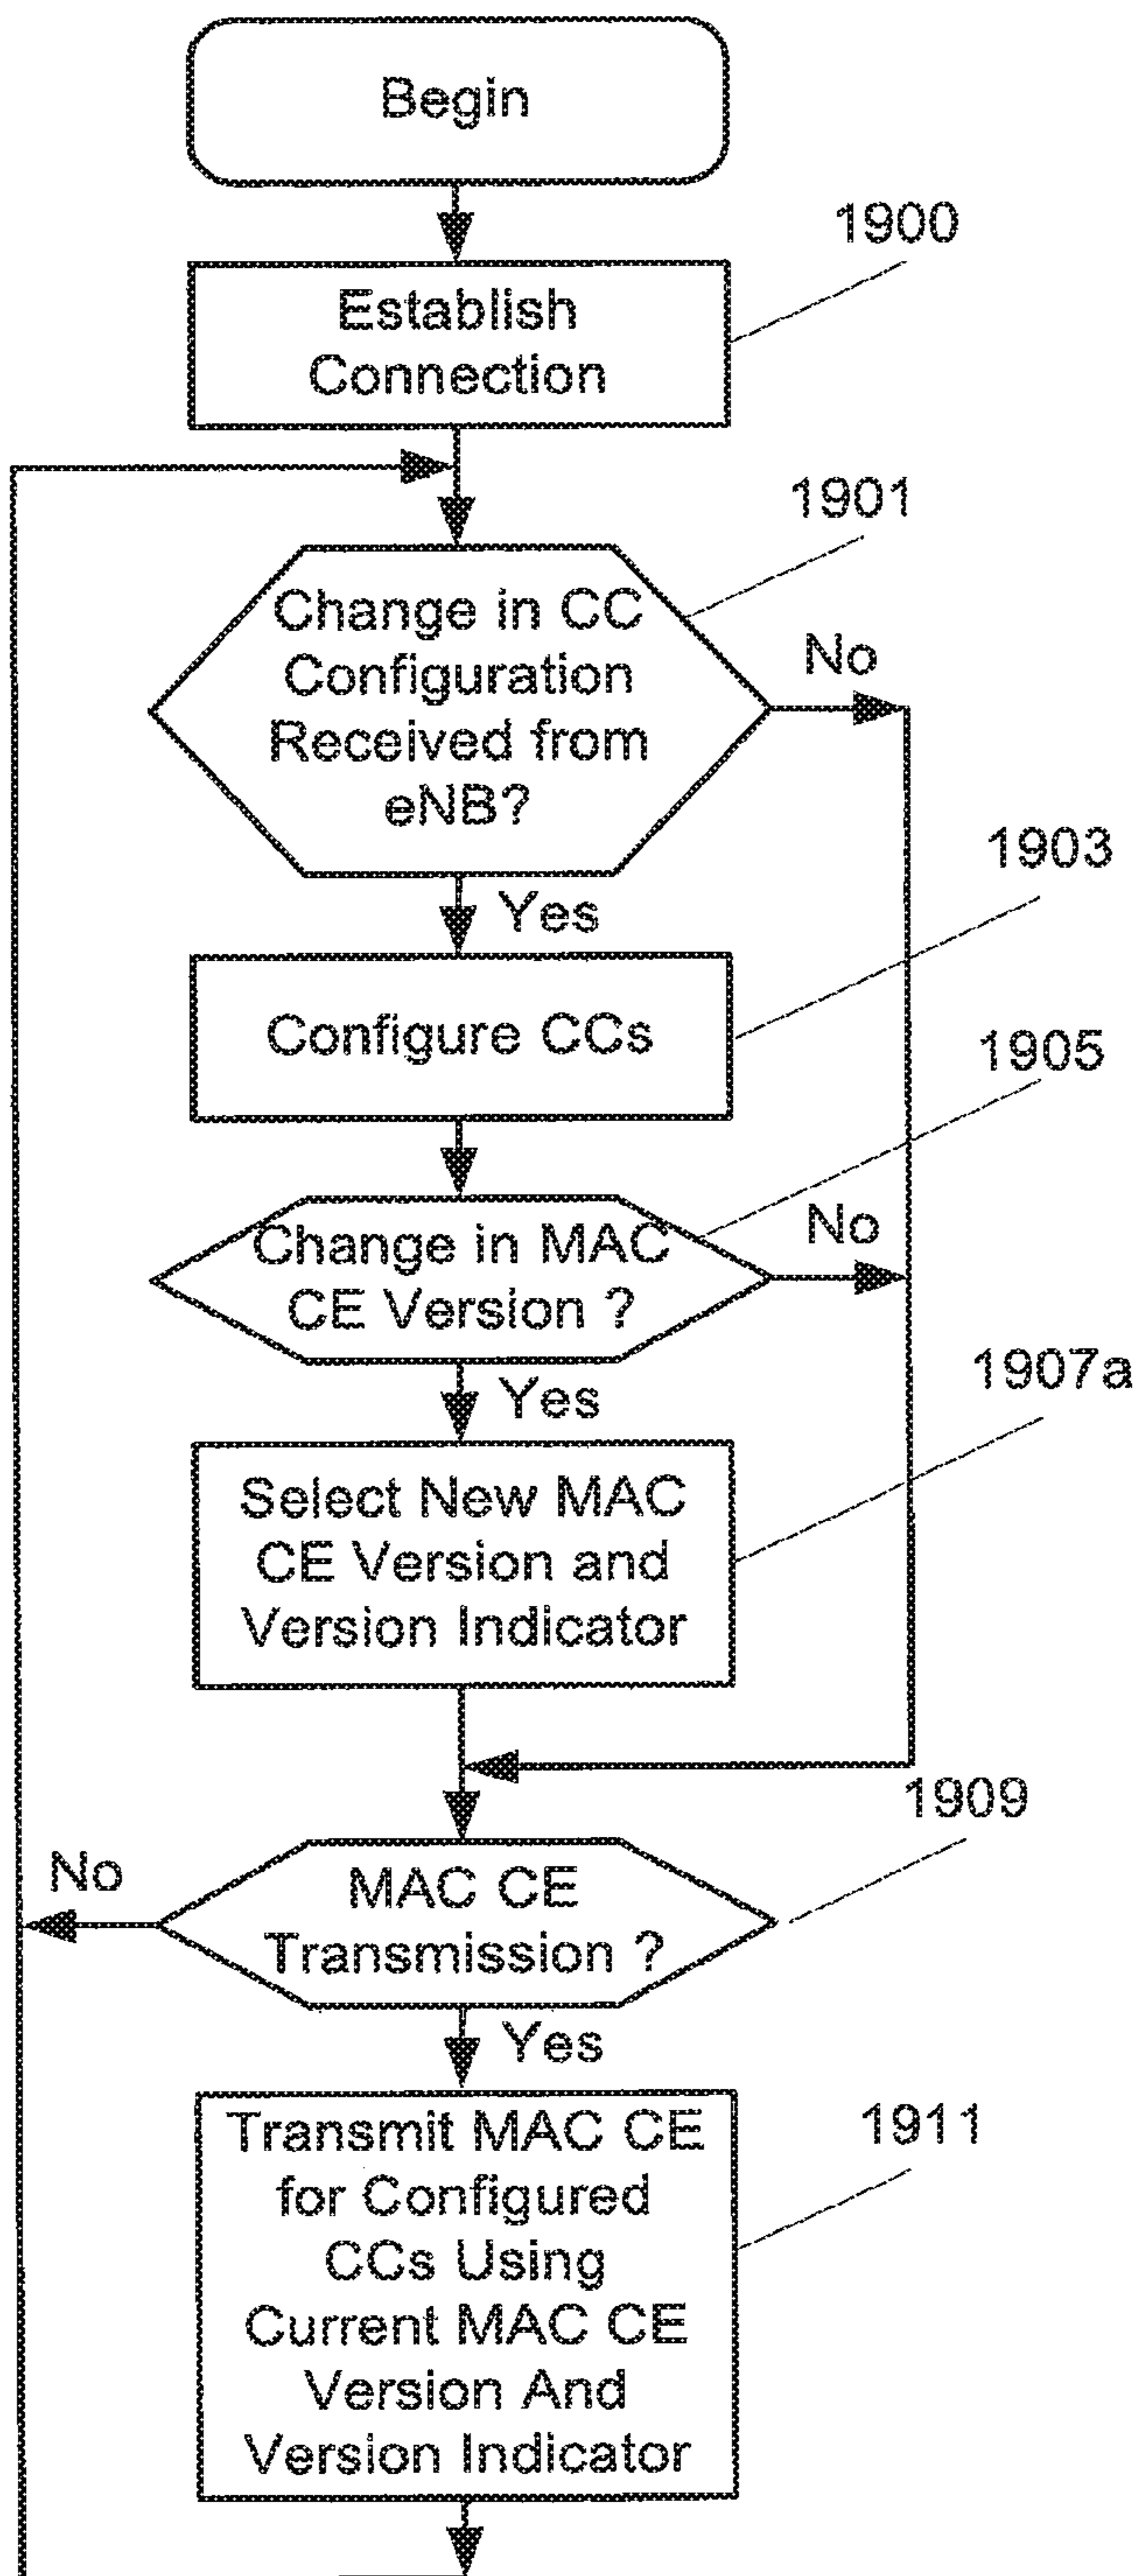 Begin
1900
Establish
Connection
1901
Change in CC
Configuration
Received from
eNB?
No
Yes
1903
Configure CCs
1905
Change in MAC
CE Version ?
No
Yes
1907a
Select New MAC
CE Version and
Version Indicator
1909
MAC CE
Transmission ?
No
Yes
1911
Transmit MAC CE
for Configured
CCs Using
Current MAC CE
Version And
Version Indicator